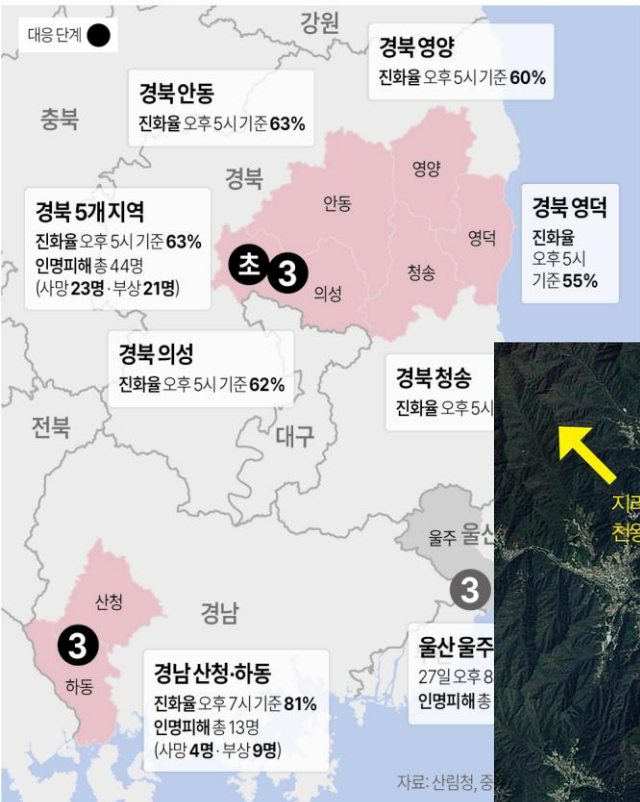 대응 단계
강원
경북 영양
진화율 오후 5시 기준 60%
경북 안동
진화율 오후 5시 기준 63%
충북
경북
영양
안동
경북 5개 지역
진화율 오후 5시 기준 63%
인명피해 총 44명
(사망 23명·부상 21명)
경북 영덕
진화율
오후 5시
기준 55%
영덕
초 3
청송
의성
경북 의성
진화율 오후 5시 기준 62%
경북 청송
진화율 오후 5시
전북
대구
천왕
울주 울산
3
산청
경남
3
하동
울산 울주
27일 오후 8
인명피해 총
경남 산청·하동
진화율 오후 7시 기준 81%
인명피해 총 13명
(사망 4명·부상 9명)
자료: 산림청, 중